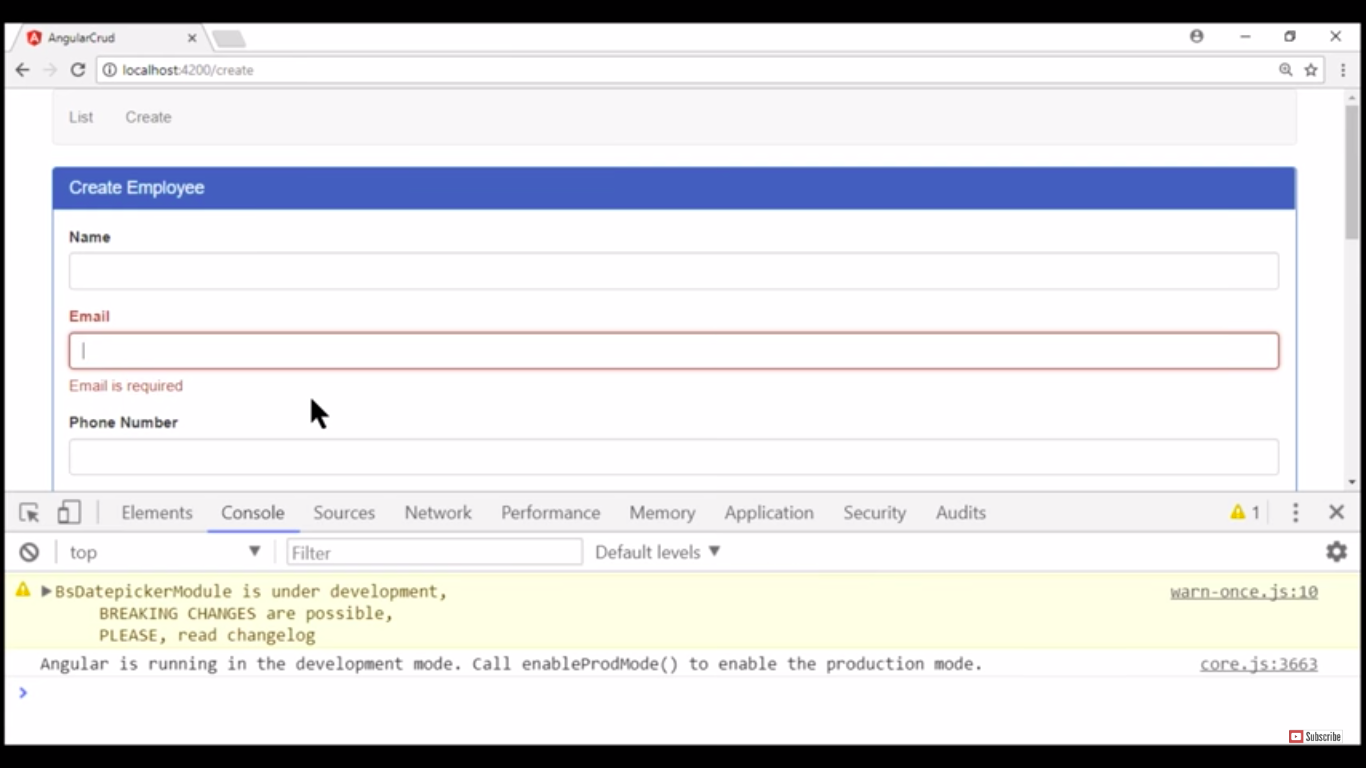 AngularCrud
localhost:4200/create
List Create
Create Employee
Name
Email
Email is required
Phone Number
Elements Console Sources Network Performance Memory Application Security Audits 1
top Filter Default levels
BsDatepickerModule is under development, warn-once.js:10
BREAKING CHANGES are possible,
PLEASE, read changelog
Angular is running in the development mode. Call enableProdMode() to enable the production mode. core.js:3663
Subscribe